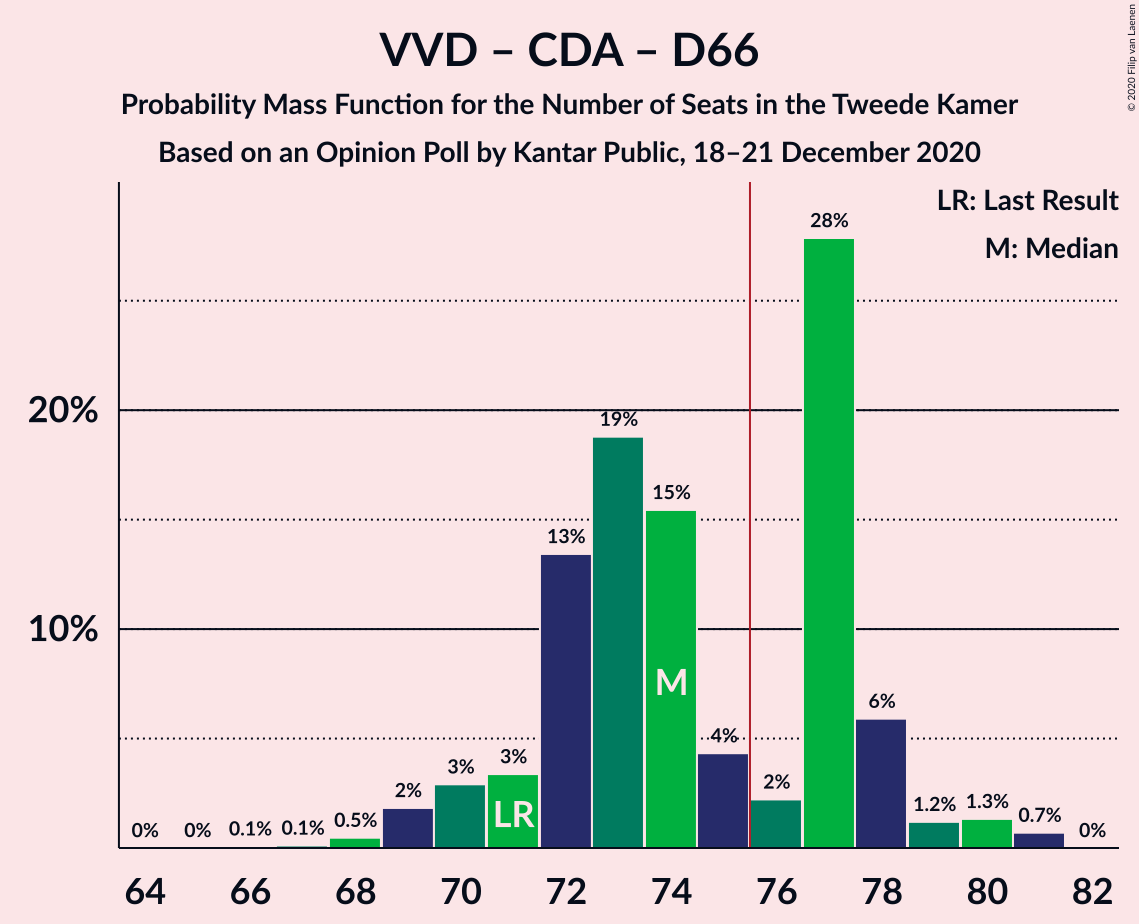 VVD – CDA – D66
Probability Mass Function for the Number of Seats in the Tweede Kamer
Based on an Opinion Poll by Kantar Public, 18–21 December 2020
© 2020 Filip van Laenen
LR: Last Result
M: Median
20%
10%
0%
0%
0.1%
0.1%
0.5%
2%
3%
3%
13%
19%
15%
4%
2%
28%
6%
1.2%
1.3%
0.7%
0%
LR
M
64 66 68 70 72 74 76 78 80 82